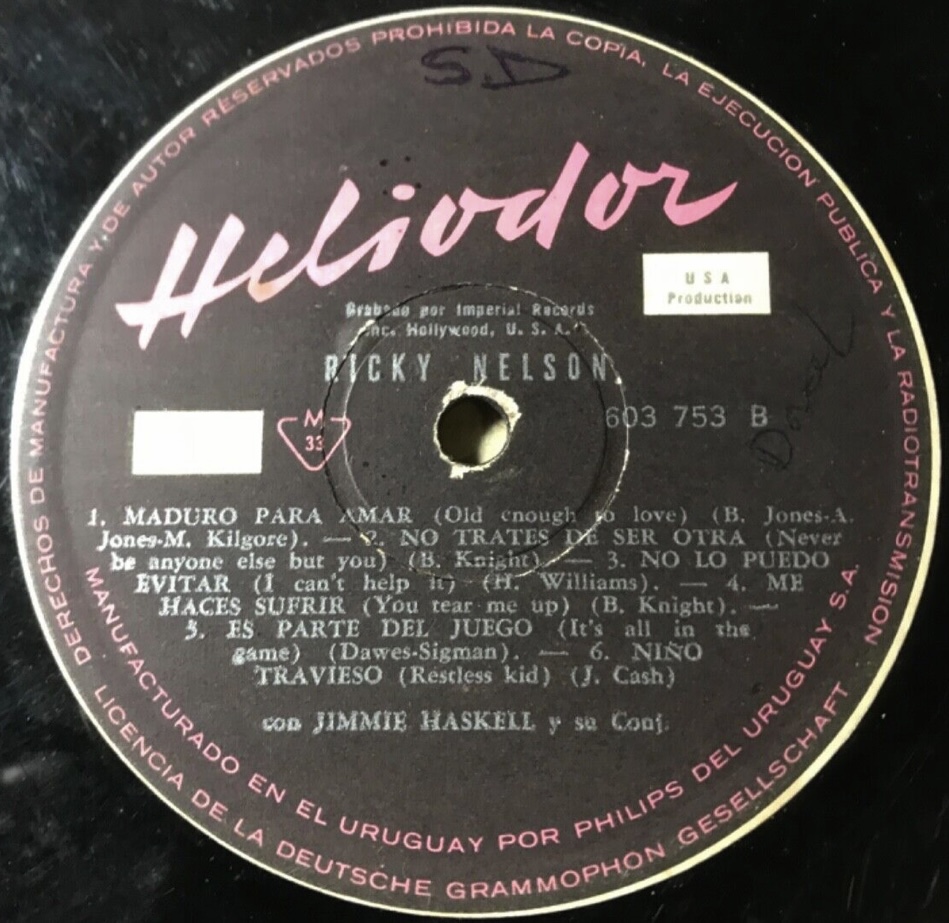 DERECHOS DE MANUFACTURA Y DE AUTOR RESERVADOS PROHIBIDA LA COPIA, LA EJECUCION PUBLICA Y LA RADIOTRANSMISION
S.D
Heliodor
USA
Production
Grabado por Imperial Records
Inc. Hollywood, U. S. A.
RICKY NELSON
M
33
603 753 B
1. MADURO PARA AMAR (Old enough to love) (B. Jones-A.
Jones-M. Kilgore). — 2. NO TRATES DE SER OTRA (Never
be anyone else but you) (B. Knight) — 3. NO LO PUEDO
EVITAR (I can't help it) (H. Williams). — 4. ME
HACES SUFRIR (You tear me up) (B. Knight). —
5. ES PARTE DEL JUEGO (It's all in the
game) (Dawes-Sigman). — 6. NIÑO
TRAVIESO (Restless kid) (J. Cash)
con JIMMIE HASKELL y su Conj.
MANUFACTURADO EN EL URUGUAY POR PHILIPS DEL URUGUAY S.A.
LICENCIA DE LA DEUTSCHE GRAMMOPHON GESELLSCHAFT